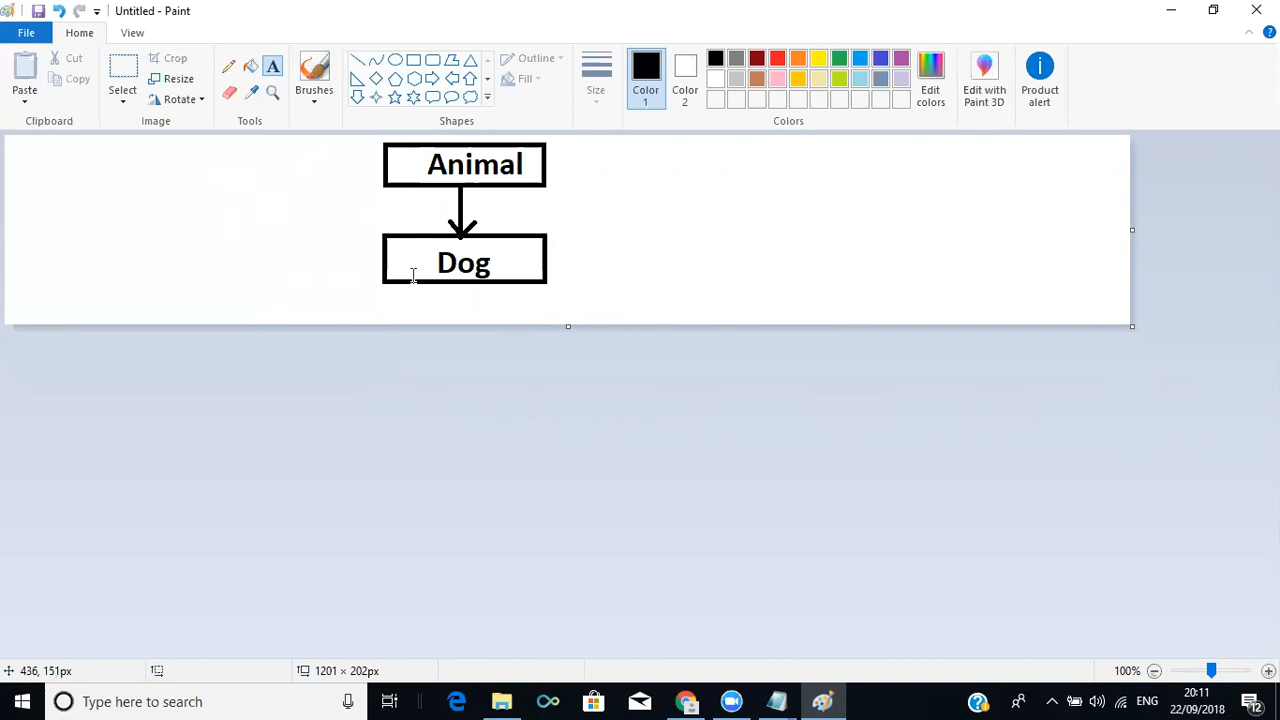 Untitled - Paint
File
Home
View
Paste
Cut
Copy
Clipboard
Select
Crop
Resize
Rotate
Image
A
Tools
Brushes
Shapes
Outline
Fill
Size
Color 1
Color 2
Edit colors
Edit with Paint 3D
Product alert
Colors
Animal
Dog
436, 151px
1201 × 202px
100%
Type here to search
ENG
20:11
22/09/2018
12